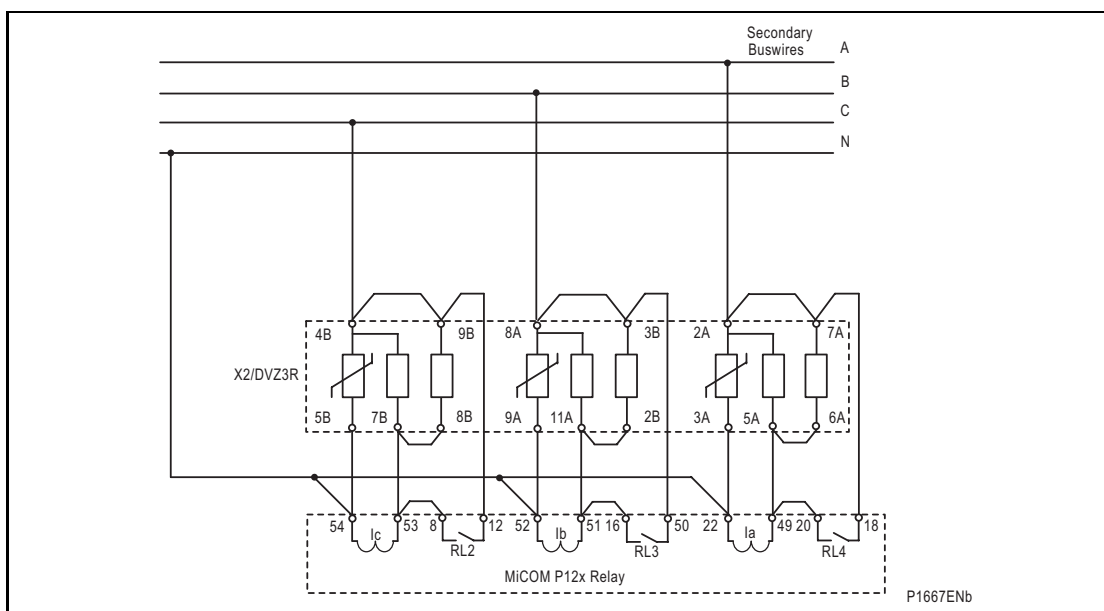 Secondary
Buswires
A
B
C
N
4B 9B 8A 3B 2A 7A
X2/DVZ3R
5B 7B 8B 9A 11A 2B 3A 5A 6A
54 53 8 12 52 51 16 50 22 49 20 18
Ic Ib Ia
RL2 RL3 RL4
MiCOM P12x Relay
P1667ENb